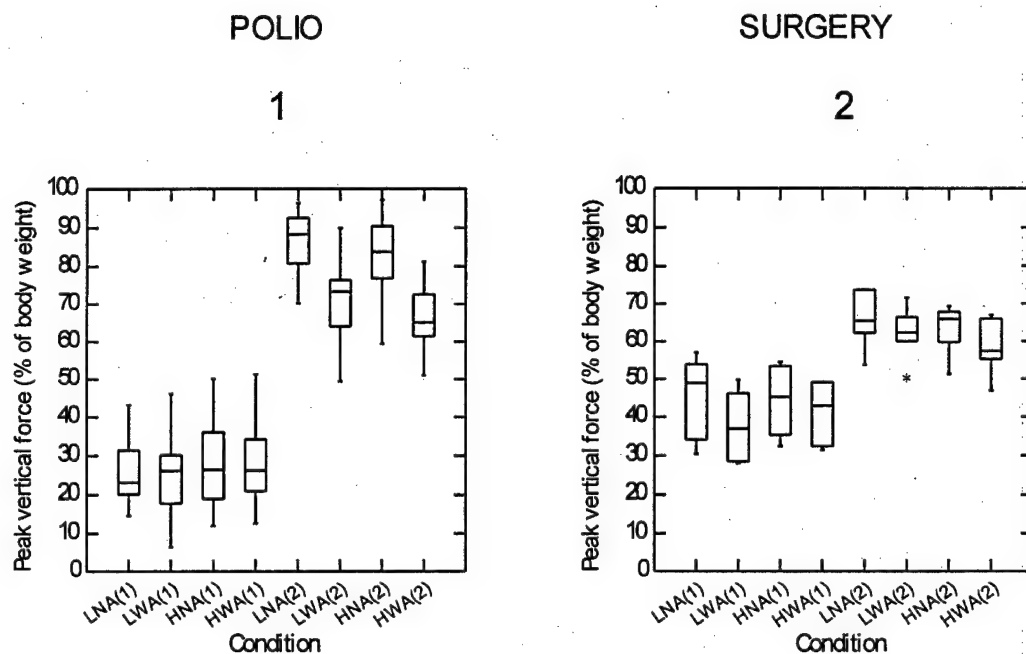 POLIO
1
Peak vertical force (% of body weight)
100
90
80
70
60
50
40
30
20
10
0
LNA(1)
LWA(1)
HNA(1)
HWA(1)
LNA(2)
LWA(2)
HNA(2)
HWA(2)
Condition
SURGERY
2
Peak vertical force (% of body weight)
100
90
80
70
60
50
40
30
20
10
0
*
LNA(1)
LWA(1)
HNA(1)
HWA(1)
LNA(2)
LWA(2)
HNA(2)
HWA(2)
Condition